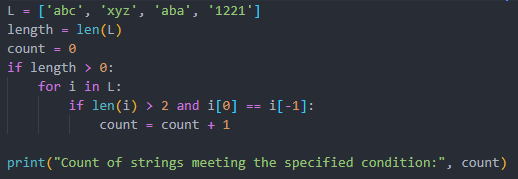 L = ['abc', 'xyz', 'aba', '1221']
length = len(L)
count = 0
if length > 0:
    for i in L:
        if len(i) > 2 and i[0] == i[-1]:
            count = count + 1

print("Count of strings meeting the specified condition:", count)